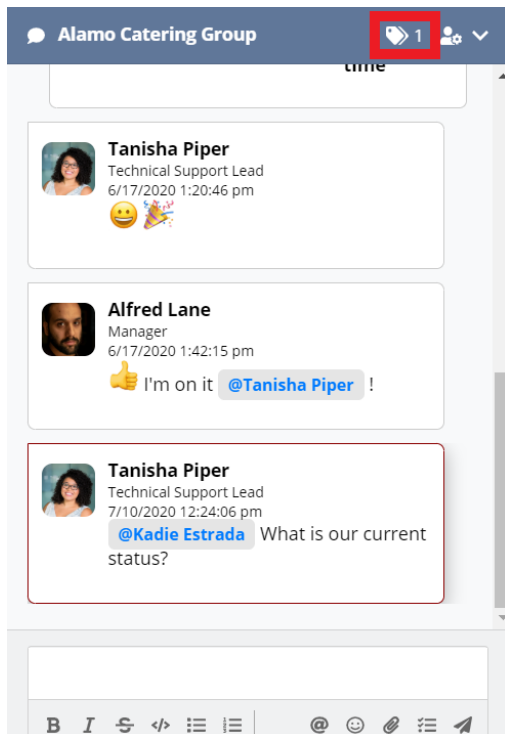 Alamo Catering Group 1
time
Tanisha Piper
Technical Support Lead
6/17/2020 1:20:46 pm
Alfred Lane
Manager
6/17/2020 1:42:15 pm
I'm on it @Tanisha Piper !
Tanisha Piper
Technical Support Lead
7/10/2020 12:24:06 pm
@Kadie Estrada What is our current
status?
B I S </> @